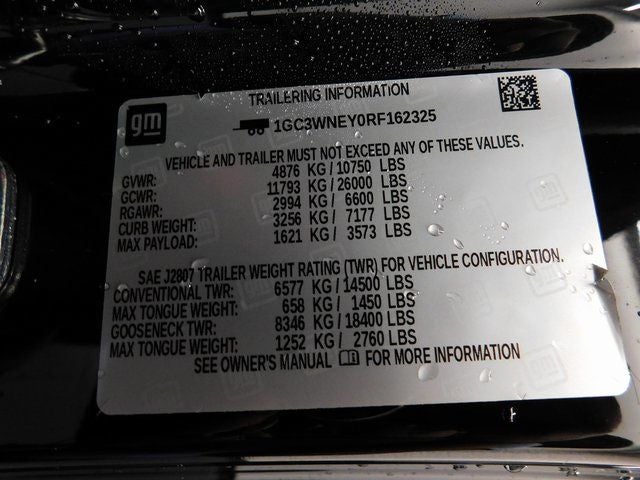 TRAILERING INFORMATION
gm
1GC3WNEY0RF162325
VEHICLE AND TRAILER MUST NOT EXCEED ANY OF THESE VALUES.
GVWR: 4876 KG / 10750 LBS
GCWR: 11793 KG / 26000 LBS
RGAWR: 2994 KG / 6600 LBS
CURB WEIGHT: 3256 KG / 7177 LBS
MAX PAYLOAD: 1621 KG / 3573 LBS
SAE J2807 TRAILER WEIGHT RATING (TWR) FOR VEHICLE CONFIGURATION.
CONVENTIONAL TWR: 6577 KG / 14500 LBS
MAX TONGUE WEIGHT: 658 KG / 1450 LBS
GOOSENECK TWR: 8346 KG / 18400 LBS
MAX TONGUE WEIGHT: 1252 KG / 2760 LBS
SEE OWNER'S MANUAL FOR MORE INFORMATION